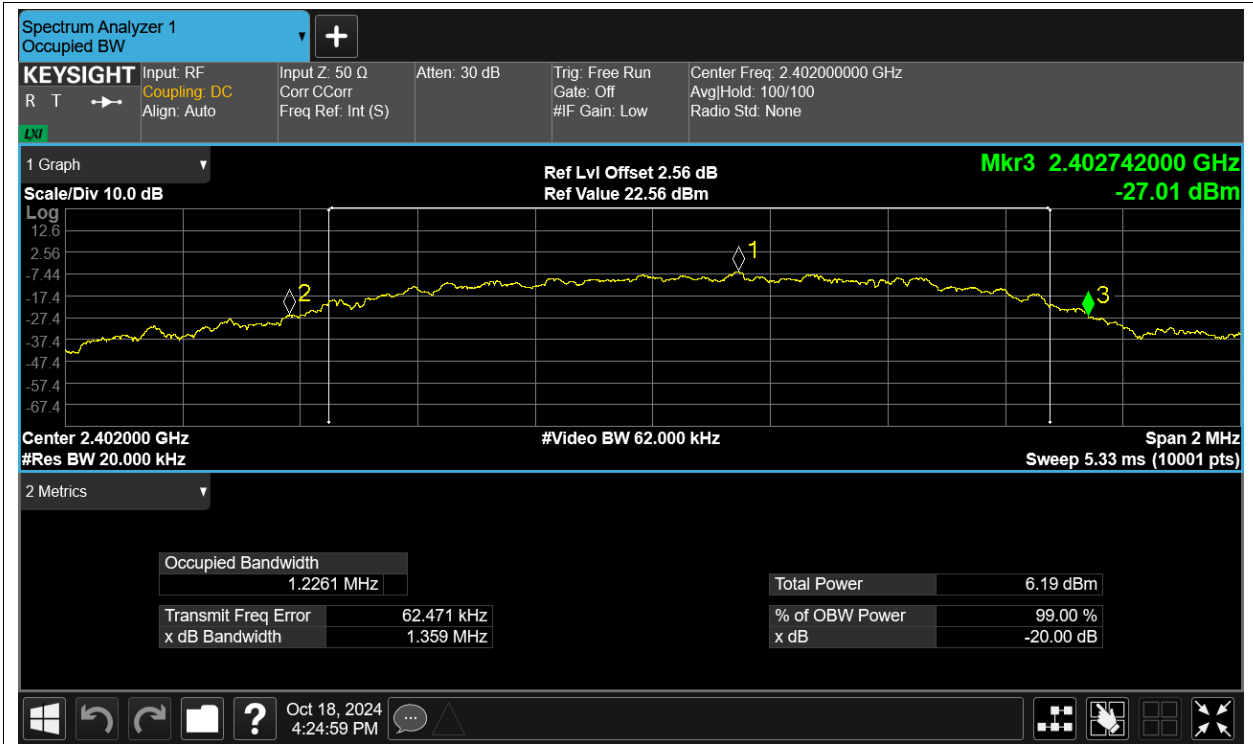 Spectrum Analyzer 1
Occupied BW
KEYSIGHT
R T
LXI
Input: RF
Coupling: DC
Align: Auto
Input Z: 50 Ω
Corr CCorr
Freq Ref: Int (S)
Atten: 30 dB
Trig: Free Run
Gate: Off
#IF Gain: Low
Center Freq: 2.402000000 GHz
Avg|Hold: 100/100
Radio Std: None
1 Graph
Scale/Div 10.0 dB
Ref Lvl Offset 2.56 dB
Ref Value 22.56 dBm
Mkr3 2.402742000 GHz
-27.01 dBm
Log
12.6
2.56
-7.44
-17.4
-27.4
-37.4
-47.4
-57.4
-67.4
1
2
3
Center 2.402000 GHz
#Res BW 20.000 kHz
#Video BW 62.000 kHz
Span 2 MHz
Sweep 5.33 ms (10001 pts)
2 Metrics
Occupied Bandwidth
1.2261 MHz
Transmit Freq Error 62.471 kHz
x dB Bandwidth 1.359 MHz
Total Power 6.19 dBm
% of OBW Power 99.00 %
x dB -20.00 dB
?
Oct 18, 2024
4:24:59 PM